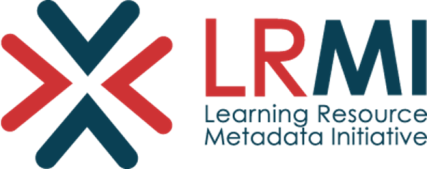 LRMI
Learning Resource
Metadata Initiative